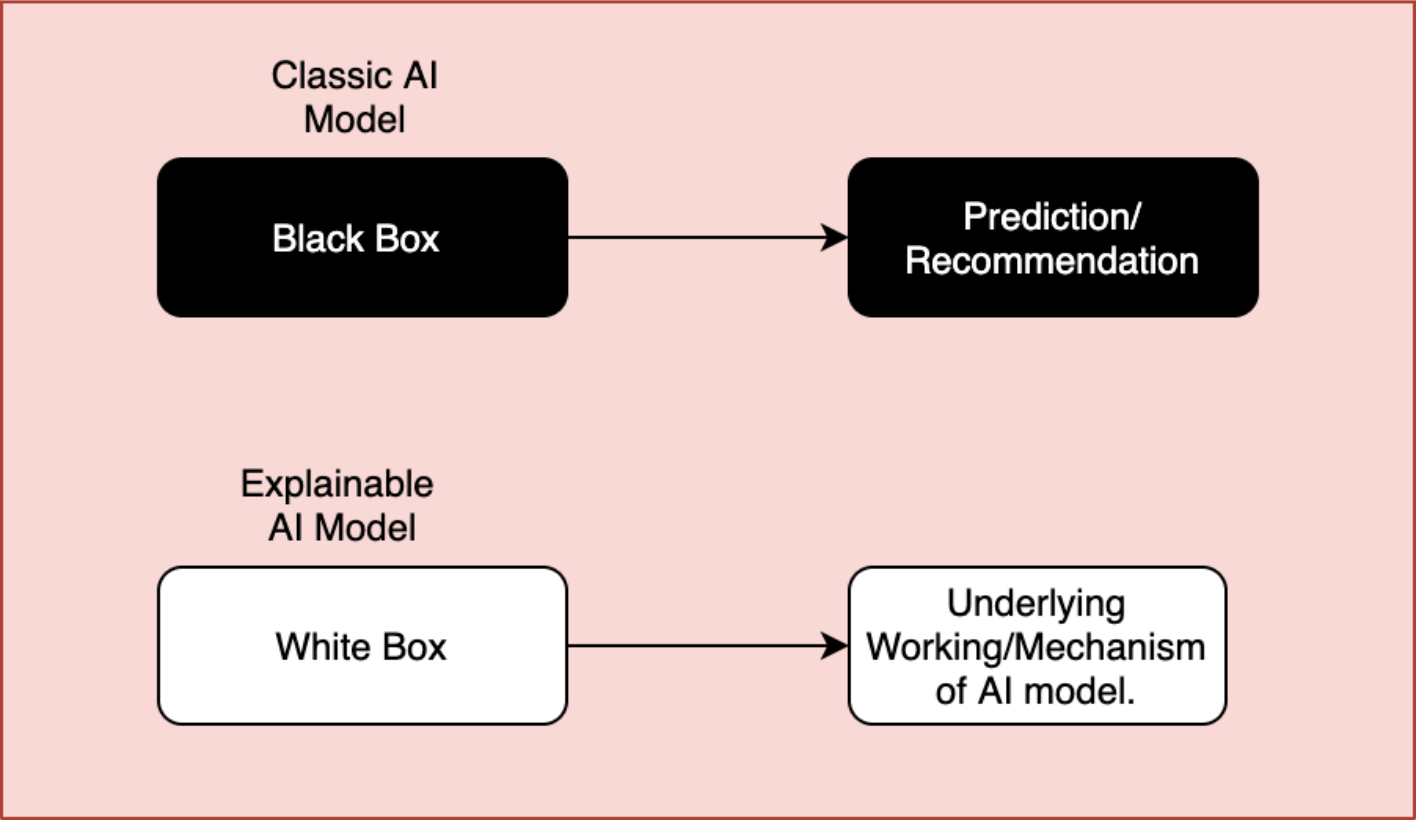 Classic AI
Model
Black Box
Prediction/
Recommendation
Explainable
AI Model
White Box
Underlying
Working/Mechanism
of AI model.